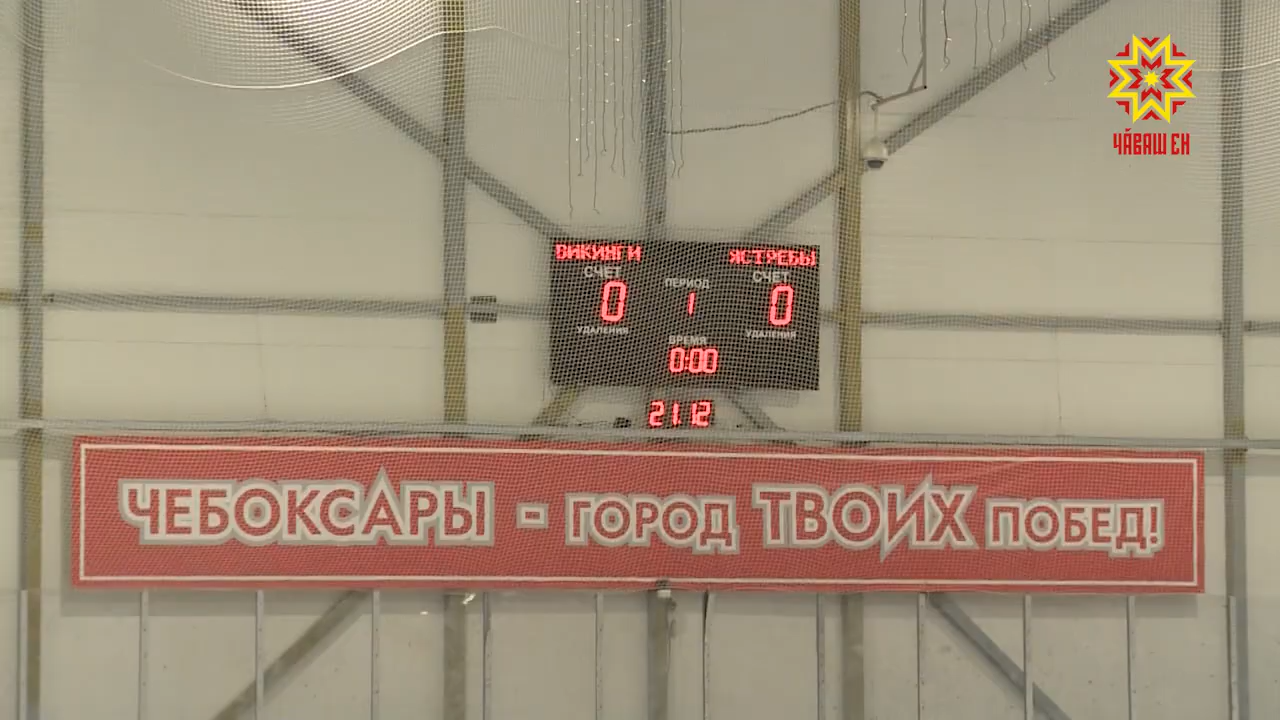 ЧӐВАШ ЕН
ВИКИНГИ ЯСТРЕБЫ
СЧЕТ ПЕРИОД СЧЕТ
0 1 0
УДАЛЕНИЯ ВРЕМЯ УДАЛЕНИЯ
0:00
21:12
ЧЕБОКСАРЫ - ГОРОД ТВОИХ ПОБЕД!